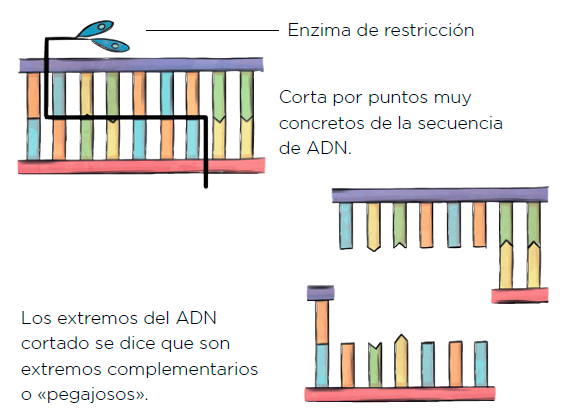 Enzima de restricción
Corta por puntos muy
concretos de la secuencia
de ADN.
Los extremos del ADN
cortado se dice que son
extremos complementarios
o «pegajosos».